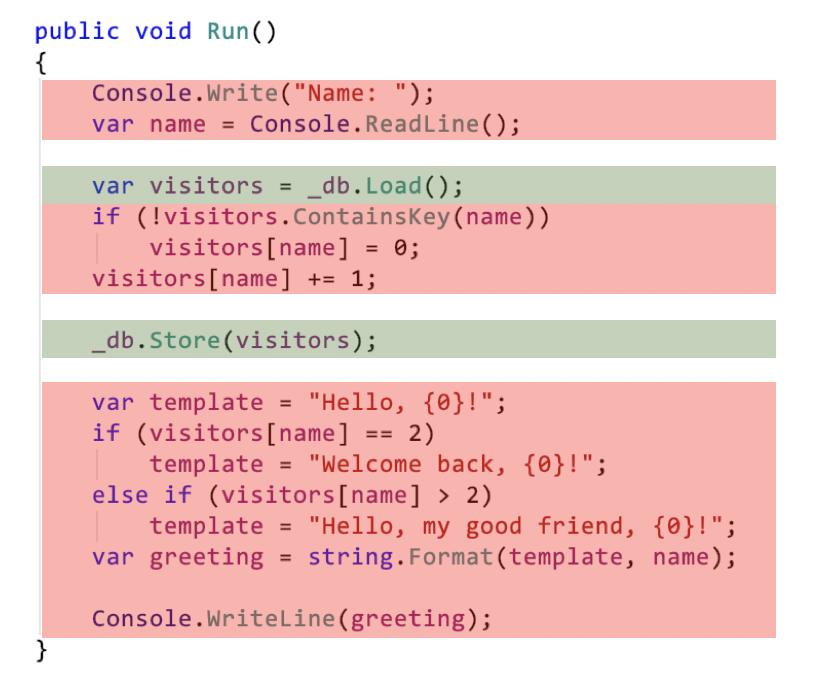 public void Run()
{
    Console.Write("Name: ");
    var name = Console.ReadLine();

    var visitors = _db.Load();
    if (!visitors.ContainsKey(name))
        visitors[name] = 0;
    visitors[name] += 1;

    _db.Store(visitors);

    var template = "Hello, {0}!";
    if (visitors[name] == 2)
        template = "Welcome back, {0}!";
    else if (visitors[name] > 2)
        template = "Hello, my good friend, {0}!";
    var greeting = string.Format(template, name);

    Console.WriteLine(greeting);
}